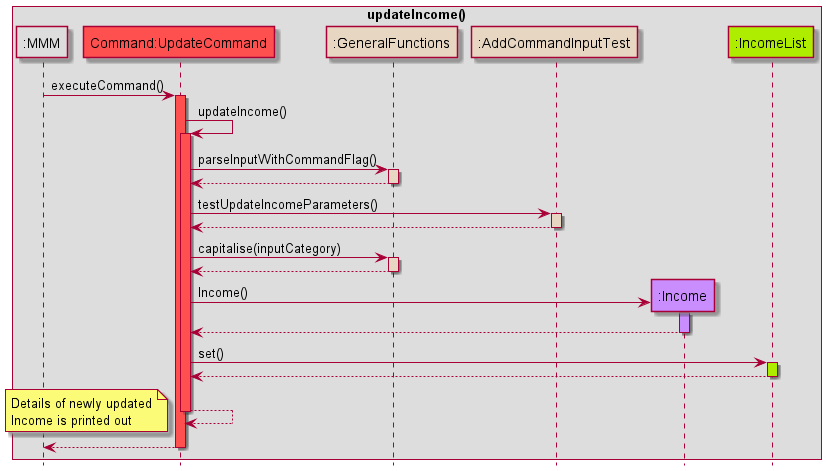 updateIncome()
:MMM
Command:UpdateCommand
:GeneralFunctions
:AddCommandInputTest
:IncomeList
executeCommand()
updateIncome()
parseInputWithCommandFlag()
testUpdateIncomeParameters()
capitalise(inputCategory)
Income()
:Income
set()
Details of newly updated
Income is printed out